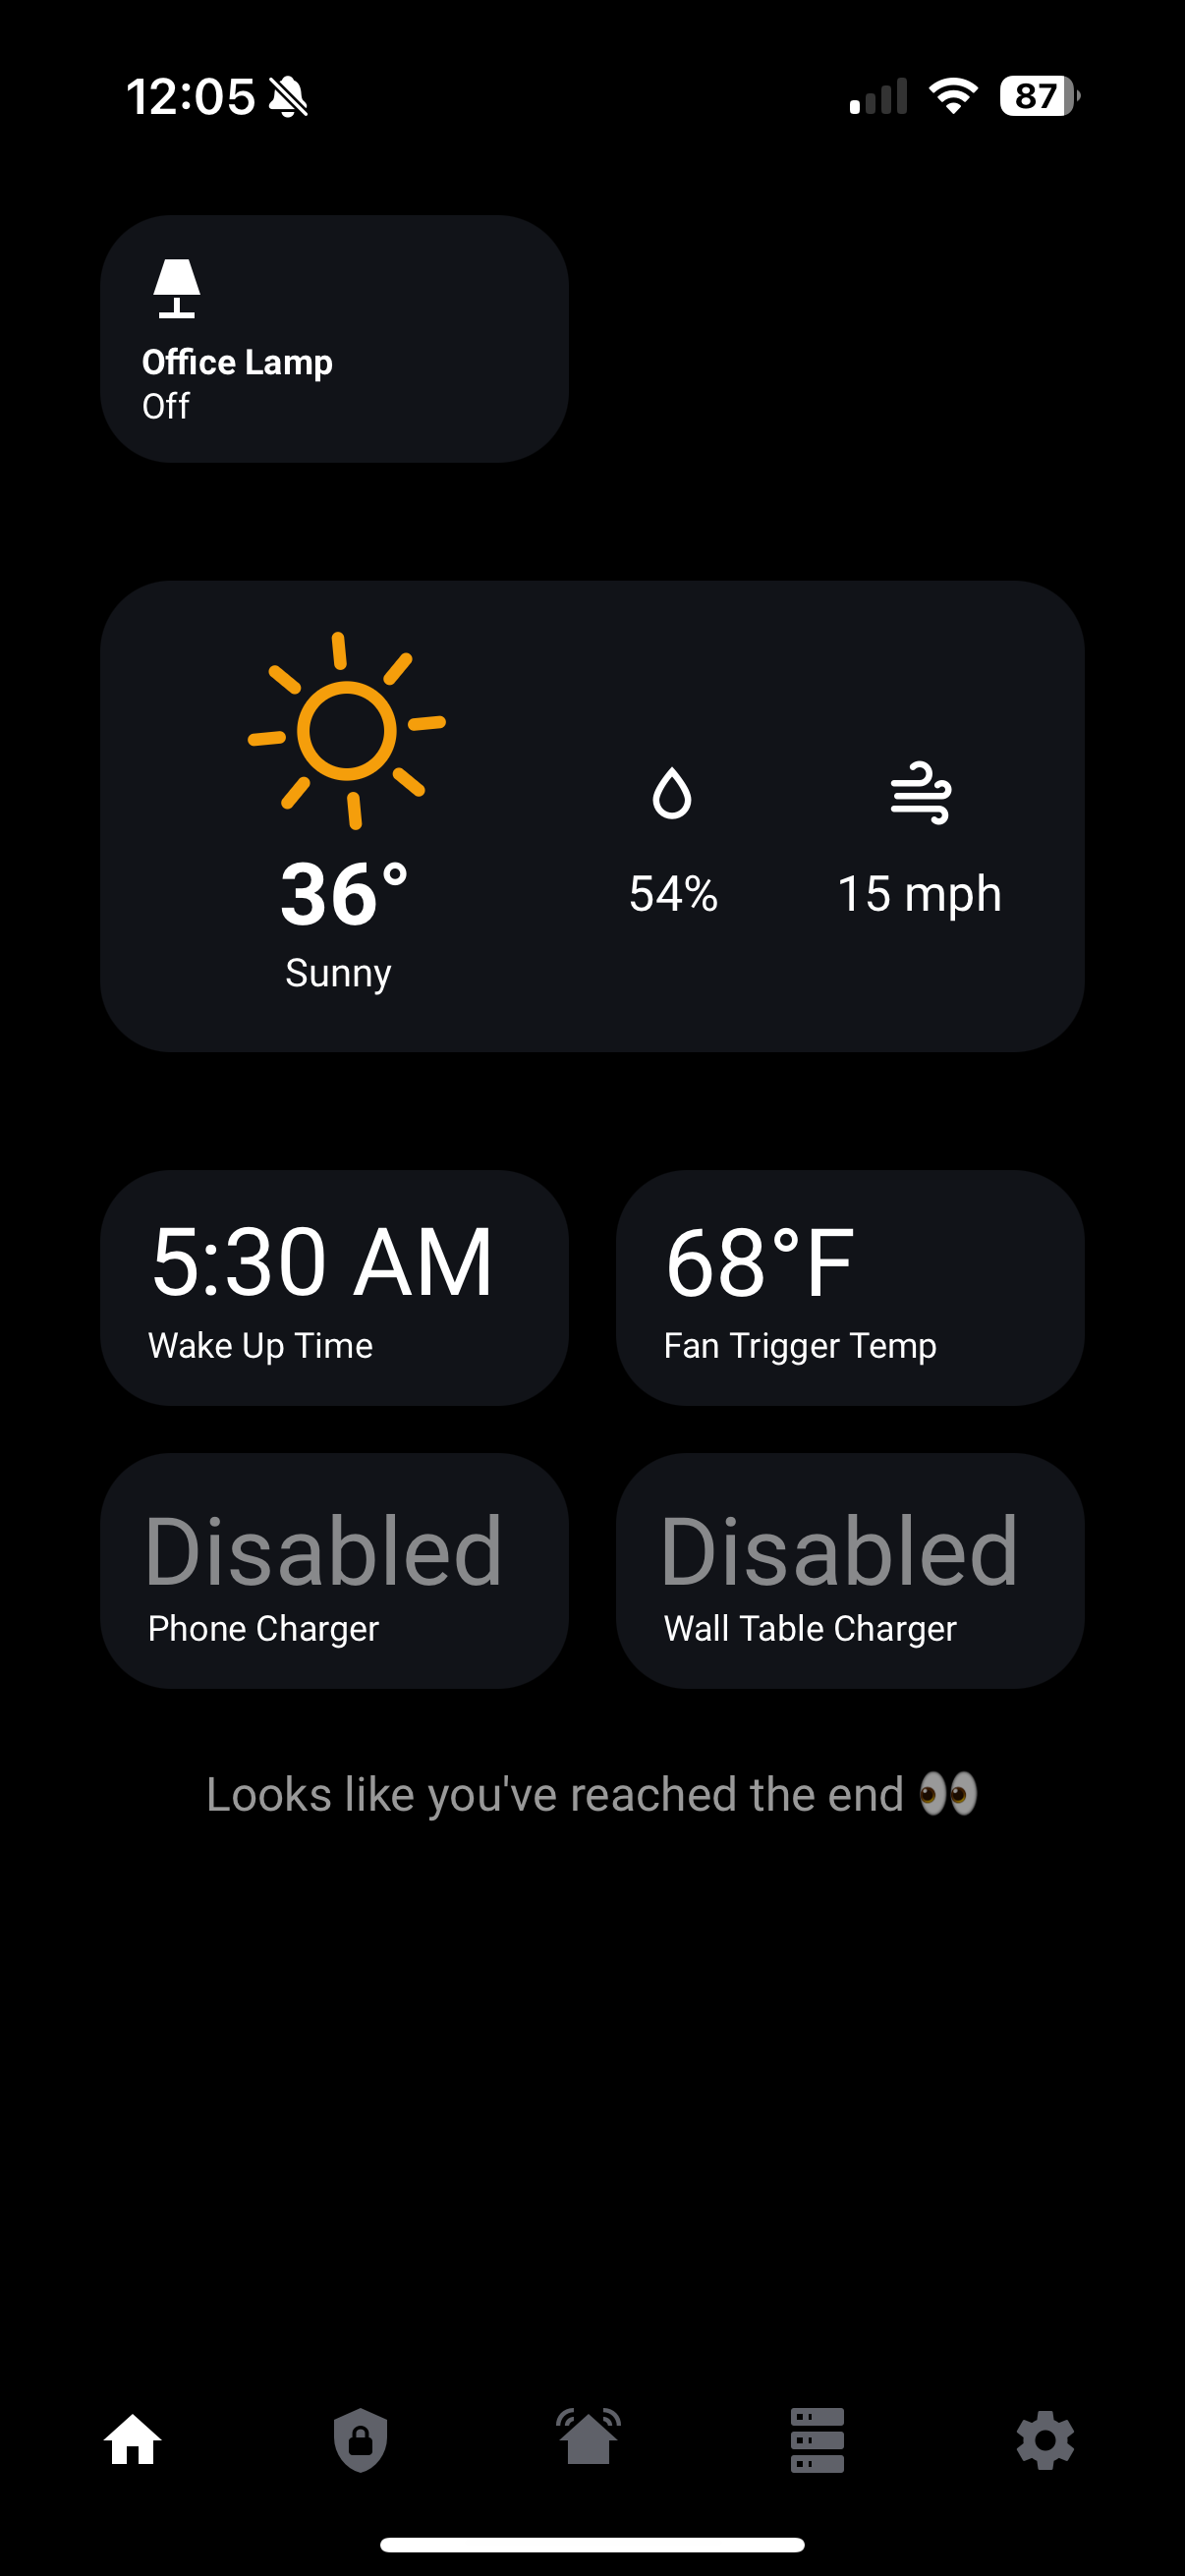 12:05
87
Office Lamp
Off
36°
Sunny
54%
15 mph
5:30 AM
Wake Up Time
68°F
Fan Trigger Temp
Disabled
Phone Charger
Disabled
Wall Table Charger
Looks like you've reached the end 👀